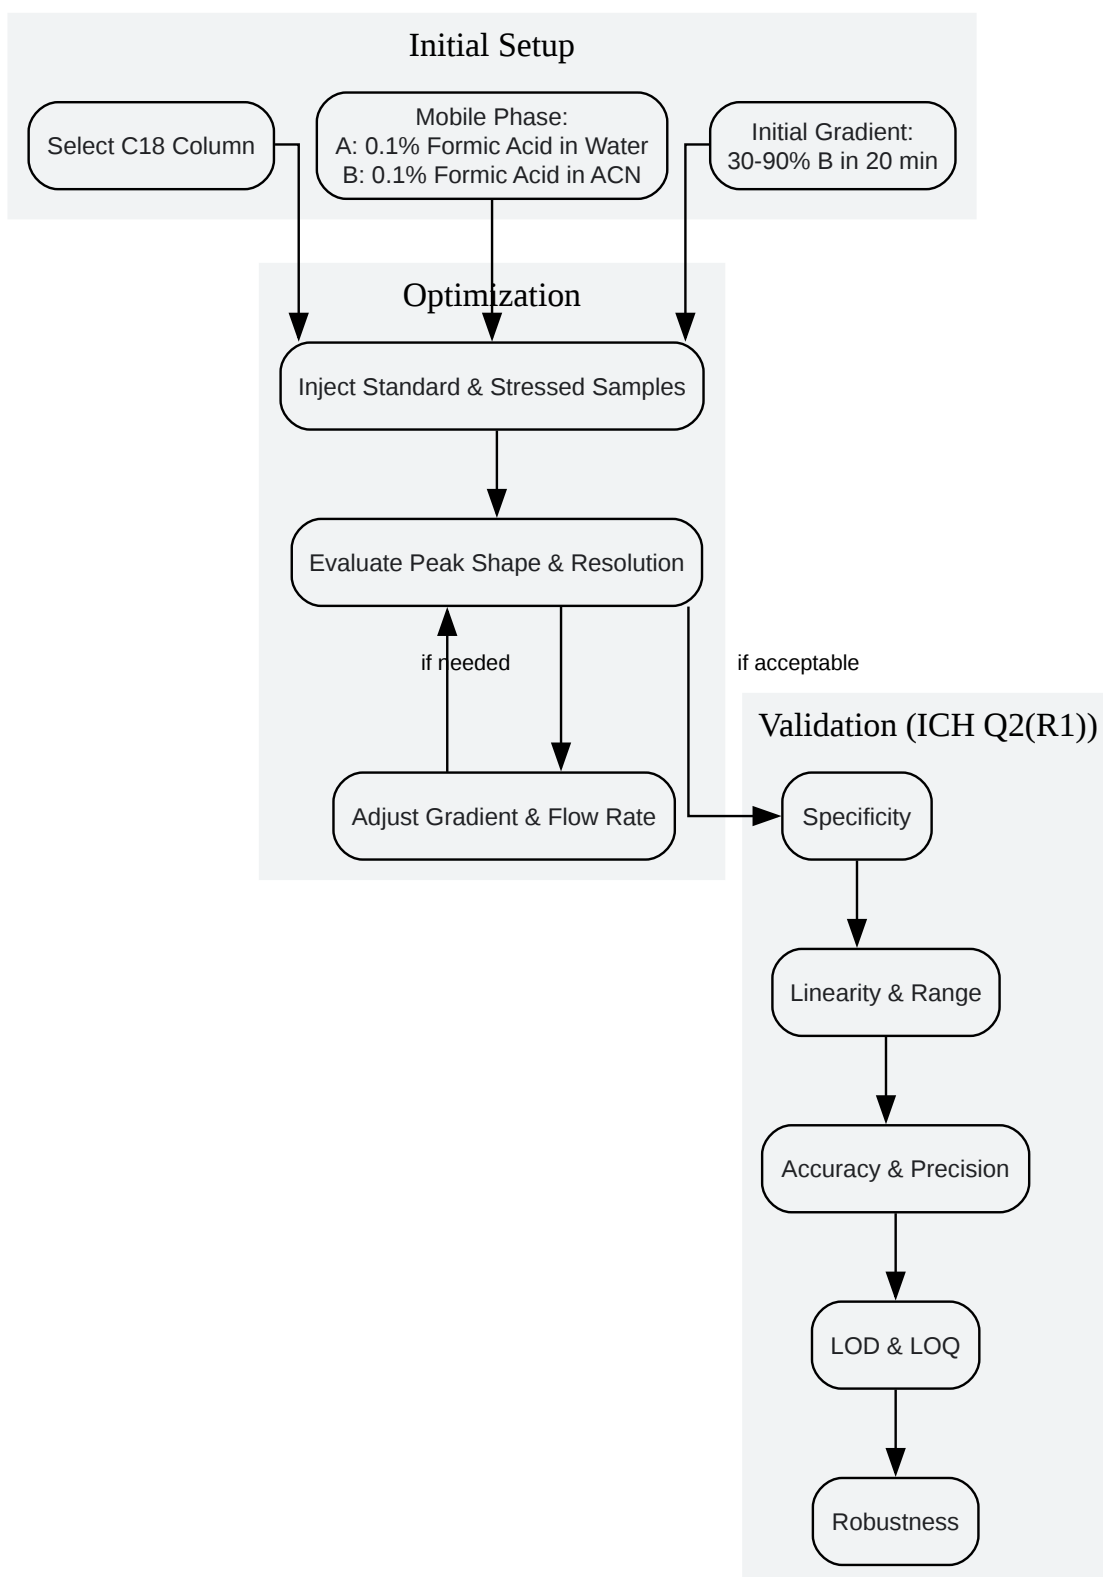 Initial Setup
Select C18 Column
Mobile Phase:
A: 0.1% Formic Acid in Water
B: 0.1% Formic Acid in ACN
Initial Gradient:
30-90% B in 20 min
Optimization
Inject Standard & Stressed Samples
Evaluate Peak Shape & Resolution
if needed
if acceptable
Adjust Gradient & Flow Rate
Validation (ICH Q2(R1))
Specificity
Linearity & Range
Accuracy & Precision
LOD & LOQ
Robustness